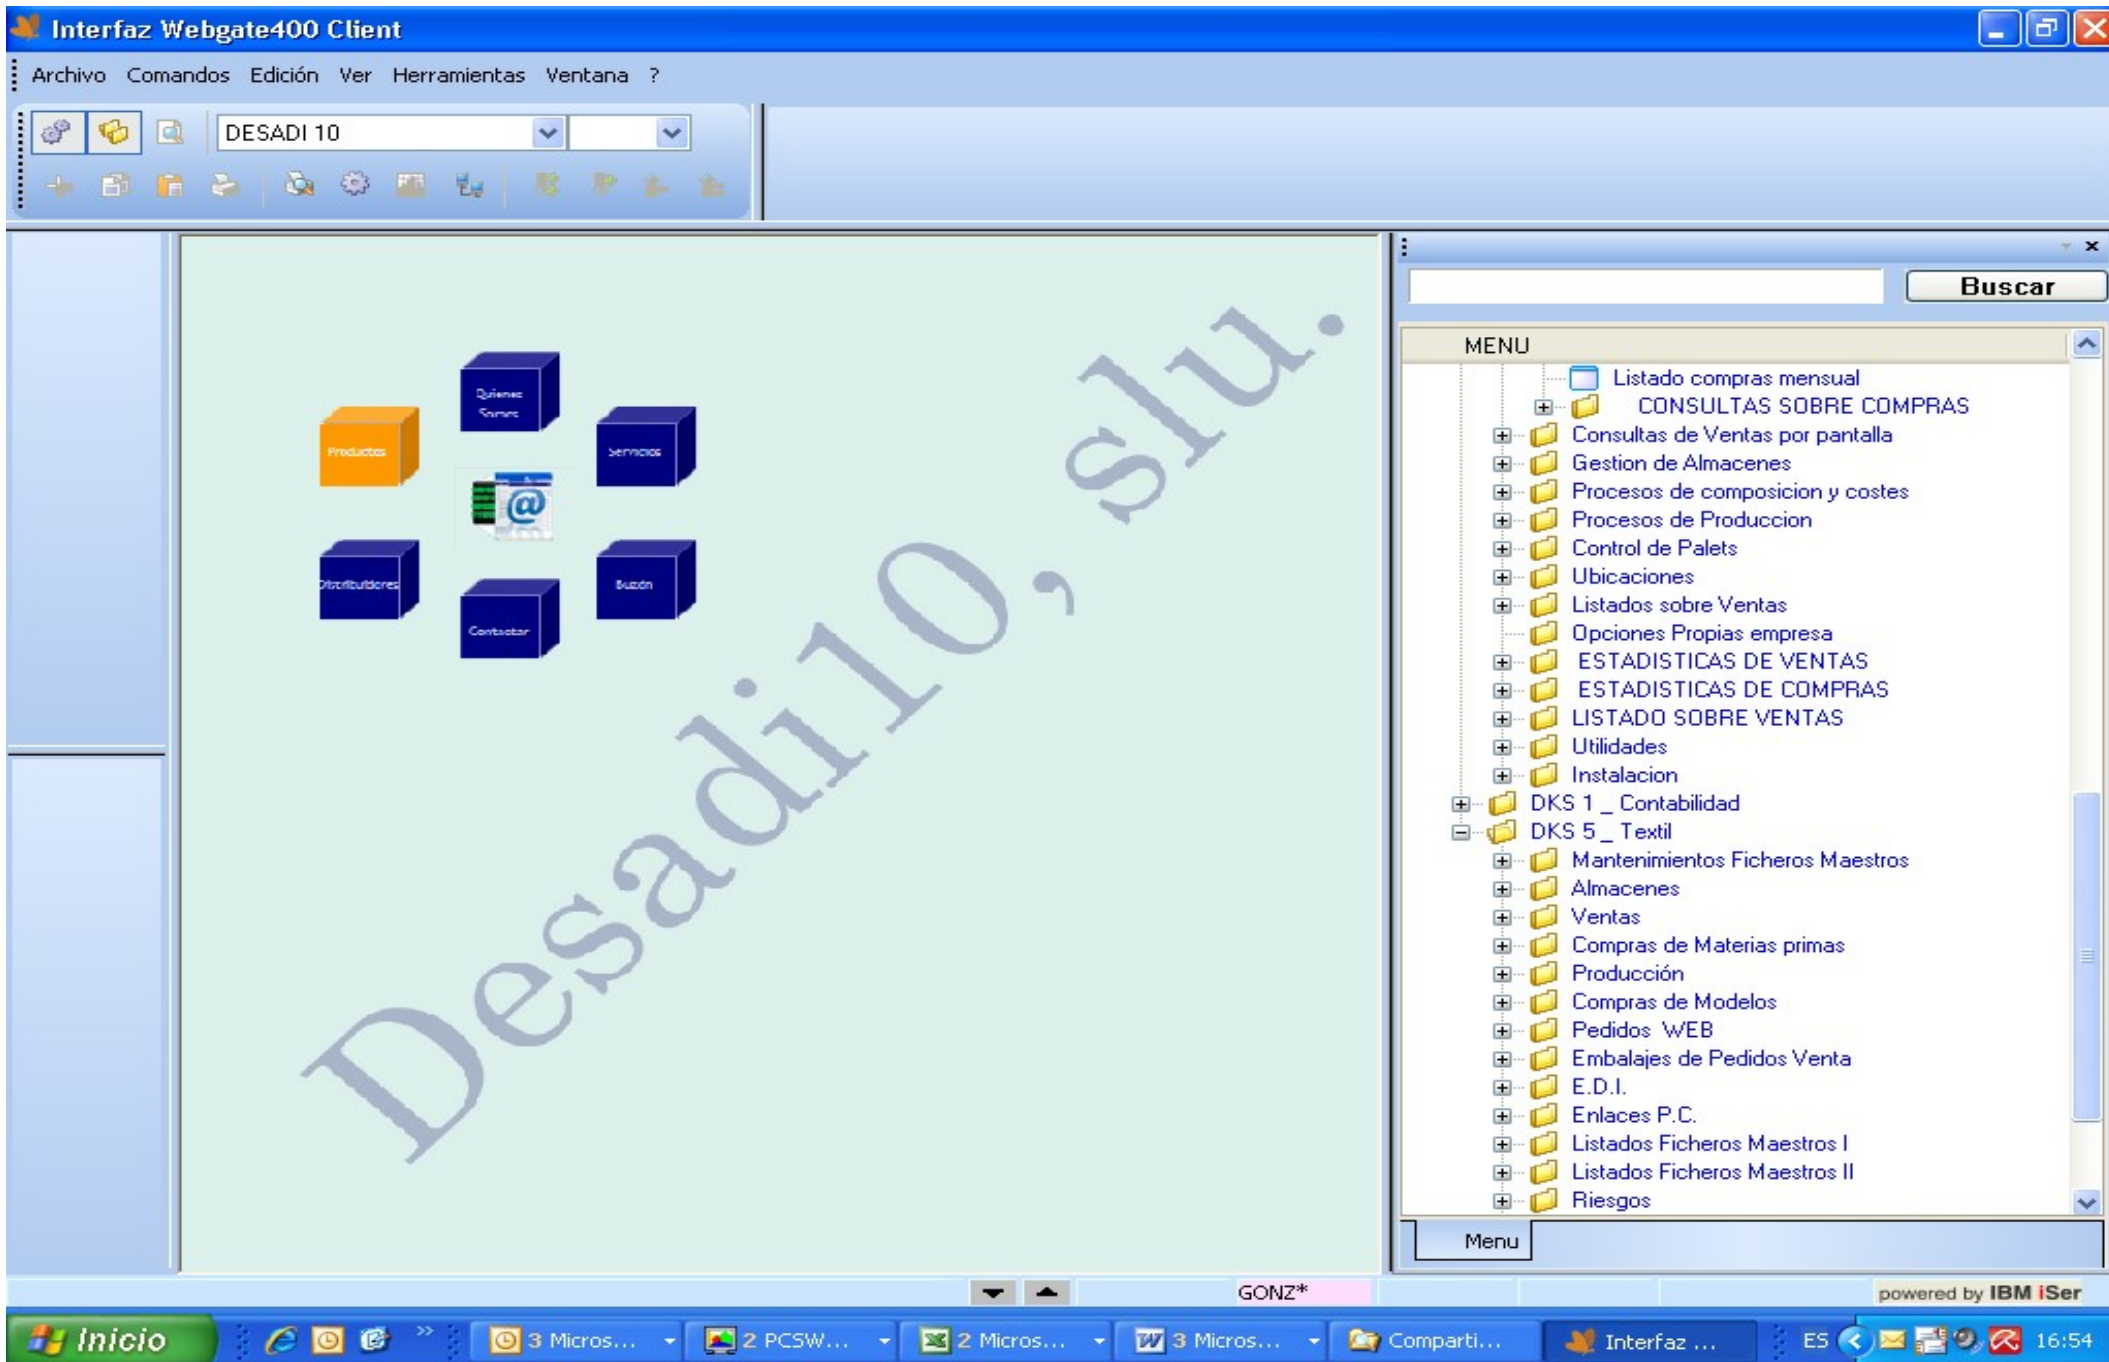 Interfaz Webgate400 Client
Archivo Comandos Edición Ver Herramientas Ventana ?
DESADI 10
Quienes
Somos
Productos
Servicios
@
Distribuidores
Buzón
Contactar
Desadi10, slu.
Buscar
MENU
Listado compras mensual
CONSULTAS SOBRE COMPRAS
Consultas de Ventas por pantalla
Gestion de Almacenes
Procesos de composicion y costes
Procesos de Produccion
Control de Palets
Ubicaciones
Listados sobre Ventas
Opciones Propias empresa
ESTADISTICAS DE VENTAS
ESTADISTICAS DE COMPRAS
LISTADO SOBRE VENTAS
Utilidades
Instalacion
DKS 1 _ Contabilidad
DKS 5 _ Textil
Mantenimientos Ficheros Maestros
Almacenes
Ventas
Compras de Materias primas
Producción
Compras de Modelos
Pedidos WEB
Embalajes de Pedidos Venta
E.D.I.
Enlaces P.C.
Listados Ficheros Maestros I
Listados Ficheros Maestros II
Riesgos
Menu
GONZ*
powered by IBM iSer
Inicio
3 Micros...
2 PCSW...
2 Micros...
3 Micros...
Comparti...
Interfaz ...
ES
16:54